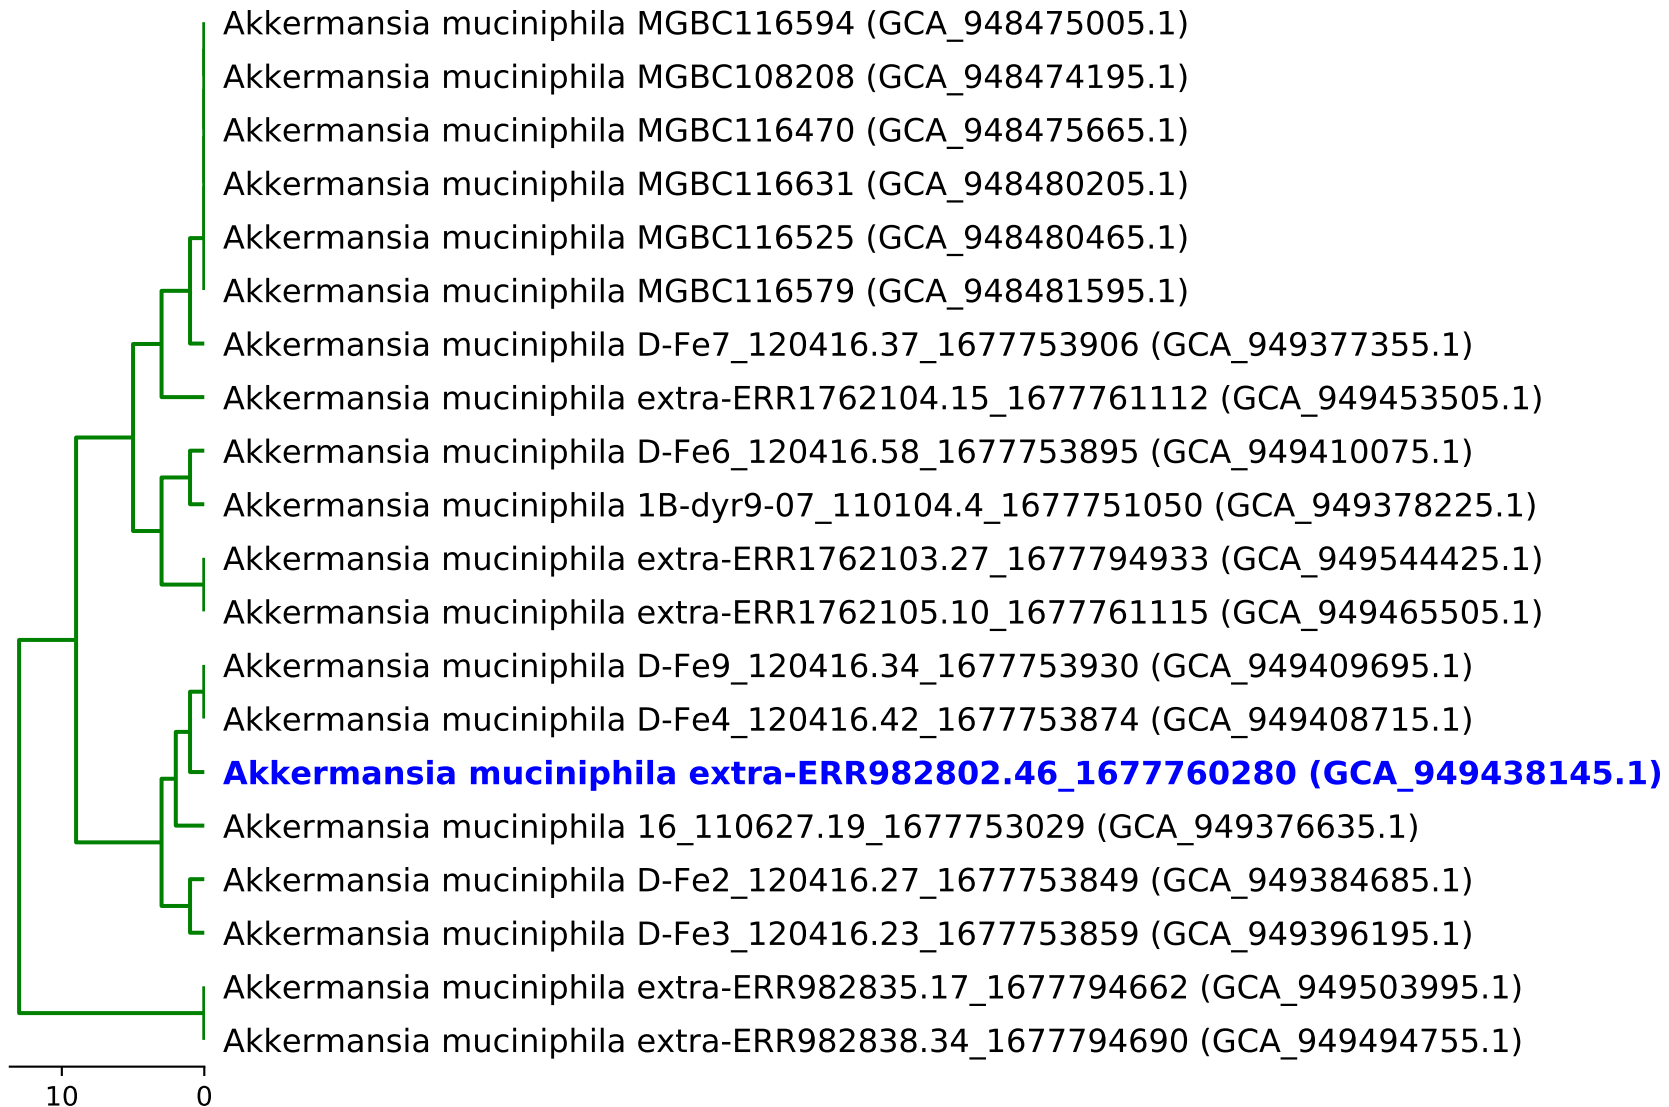 Akkermansia muciniphila MGBC116594 (GCA_948475005.1)
Akkermansia muciniphila MGBC108208 (GCA_948474195.1)
Akkermansia muciniphila MGBC116470 (GCA_948475665.1)
Akkermansia muciniphila MGBC116631 (GCA_948480205.1)
Akkermansia muciniphila MGBC116525 (GCA_948480465.1)
Akkermansia muciniphila MGBC116579 (GCA_948481595.1)
Akkermansia muciniphila D-Fe7_120416.37_1677753906 (GCA_949377355.1)
Akkermansia muciniphila extra-ERR1762104.15_1677761112 (GCA_949453505.1)
Akkermansia muciniphila D-Fe6_120416.58_1677753895 (GCA_949410075.1)
Akkermansia muciniphila 1B-dyr9-07_110104.4_1677751050 (GCA_949378225.1)
Akkermansia muciniphila extra-ERR1762103.27_1677794933 (GCA_949544425.1)
Akkermansia muciniphila extra-ERR1762105.10_1677761115 (GCA_949465505.1)
Akkermansia muciniphila D-Fe9_120416.34_1677753930 (GCA_949409695.1)
Akkermansia muciniphila D-Fe4_120416.42_1677753874 (GCA_949408715.1)
Akkermansia muciniphila extra-ERR982802.46_1677760280 (GCA_949438145.1)
Akkermansia muciniphila 16_110627.19_1677753029 (GCA_949376635.1)
Akkermansia muciniphila D-Fe2_120416.27_1677753849 (GCA_949384685.1)
Akkermansia muciniphila D-Fe3_120416.23_1677753859 (GCA_949396195.1)
Akkermansia muciniphila extra-ERR982835.17_1677794662 (GCA_949503995.1)
Akkermansia muciniphila extra-ERR982838.34_1677794690 (GCA_949494755.1)
10 0